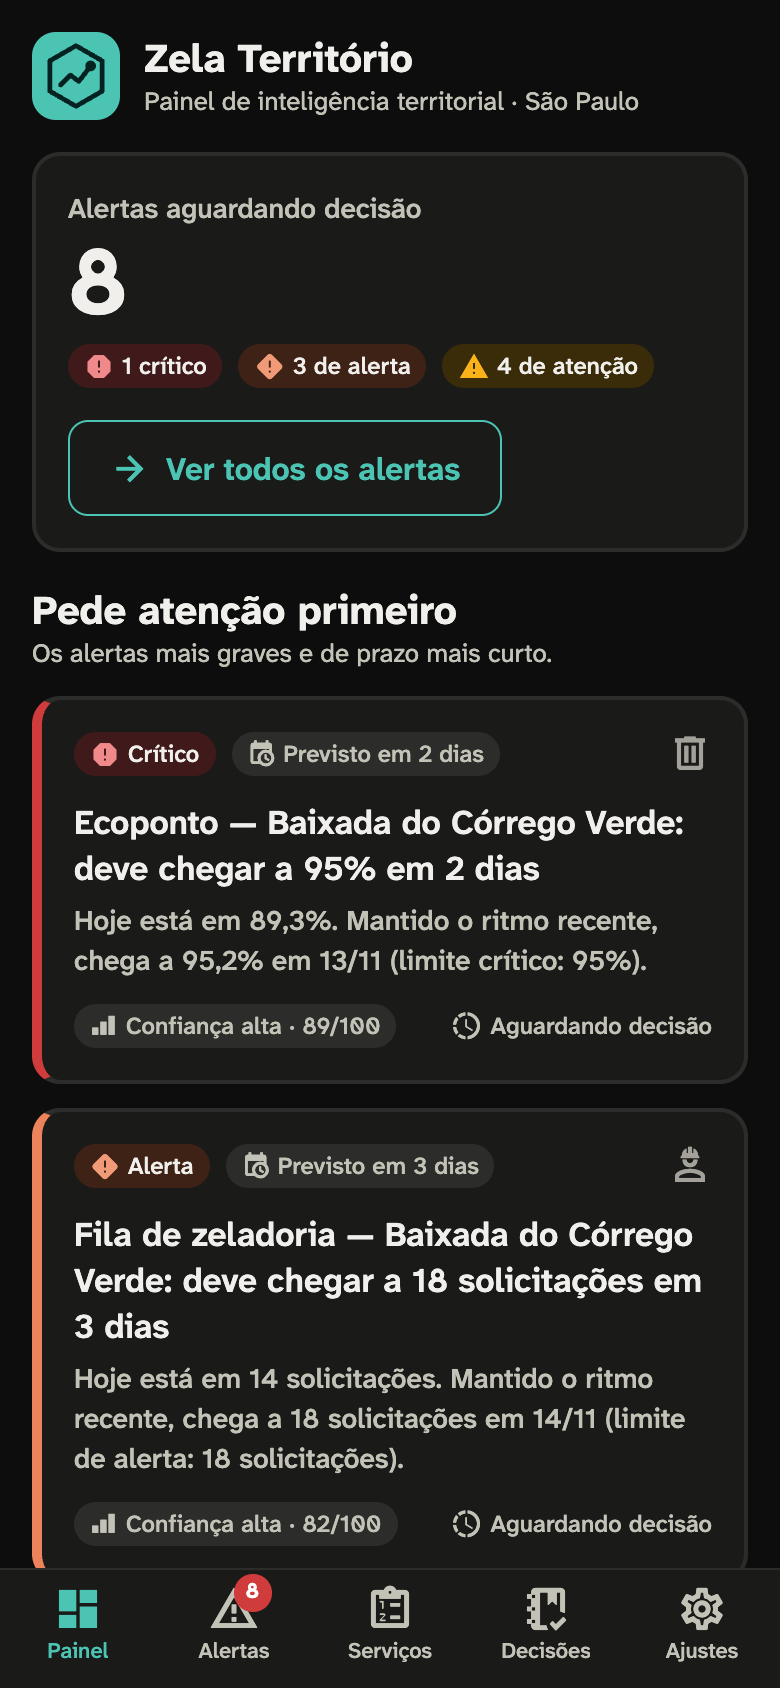 Zela Território
Painel de inteligência territorial · São Paulo
Alertas aguardando decisão
8
1 crítico
3 de alerta
4 de atenção
Ver todos os alertas
Pede atenção primeiro
Os alertas mais graves e de prazo mais curto.
Crítico
Previsto em 2 dias
Ecoponto — Baixada do Córrego Verde:
deve chegar a 95% em 2 dias
Hoje está em 89,3%. Mantido o ritmo recente,
chega a 95,2% em 13/11 (limite crítico: 95%).
Confiança alta · 89/100
Aguardando decisão
Alerta
Previsto em 3 dias
Fila de zeladoria — Baixada do Córrego
Verde: deve chegar a 18 solicitações em
3 dias
Hoje está em 14 solicitações. Mantido o ritmo
recente, chega a 18 solicitações em 14/11 (limite
de alerta: 18 solicitações).
Confiança alta · 82/100
Aguardando decisão
8
Painel
Alertas
Serviços
Decisões
Ajustes